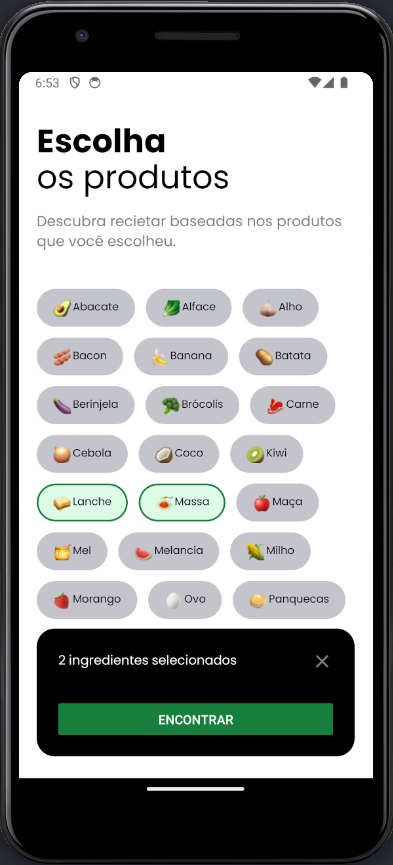 6:53
Escolha
os produtos
Descubra recietar baseadas nos produtos
que você escolheu.
Abacate Alface Alho
Bacon Banana Batata
Berinjela Brócolis Carne
Cebola Coco Kiwi
Lanche Massa Maça
Mel Melancia Milho
Morango Ovo Panquecas
2 ingredientes selecionados
ENCONTRAR